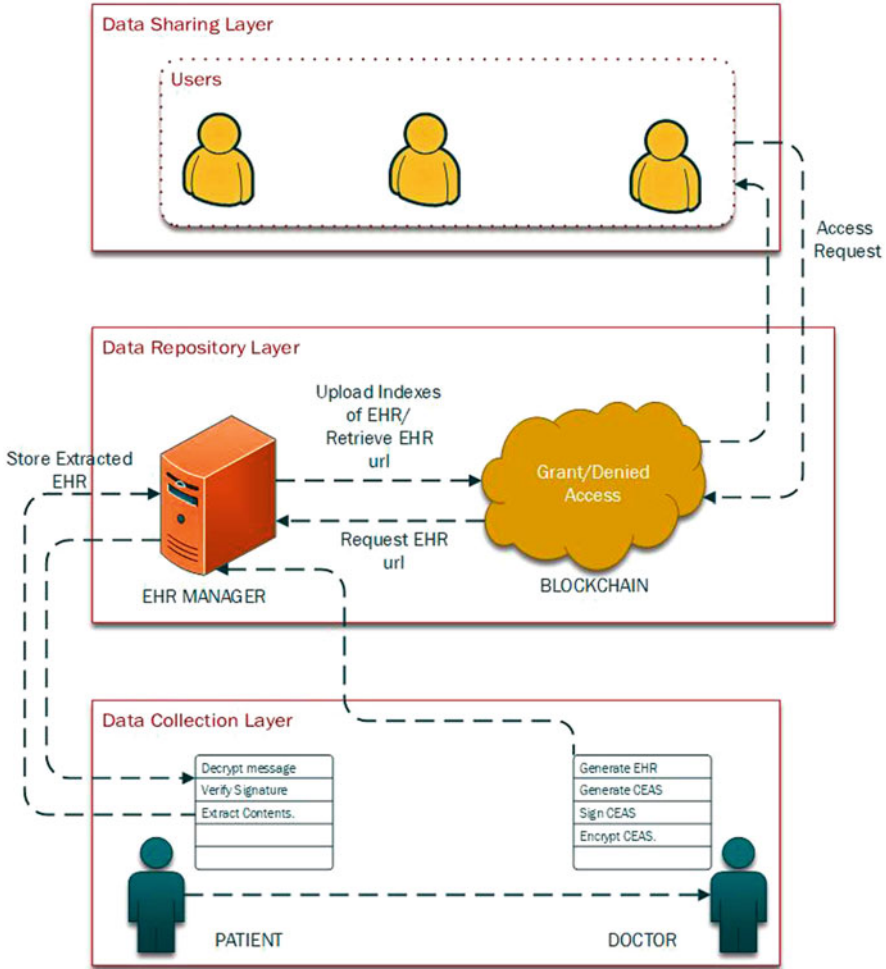 Data Sharing Layer
Users
Access
Request
Data Repository Layer
Upload Indexes
of EHR/
Retrieve EHR
url
Store Extracted
EHR
Grant/Denied
Access
Request EHR
url
EHR MANAGER
BLOCKCHAIN
Data Collection Layer
Decrypt message
Verify Signature
Extract Contents.
Generate EHR
Generate CEAS
Sign CEAS
Encrypt CEAS.
PATIENT
DOCTOR